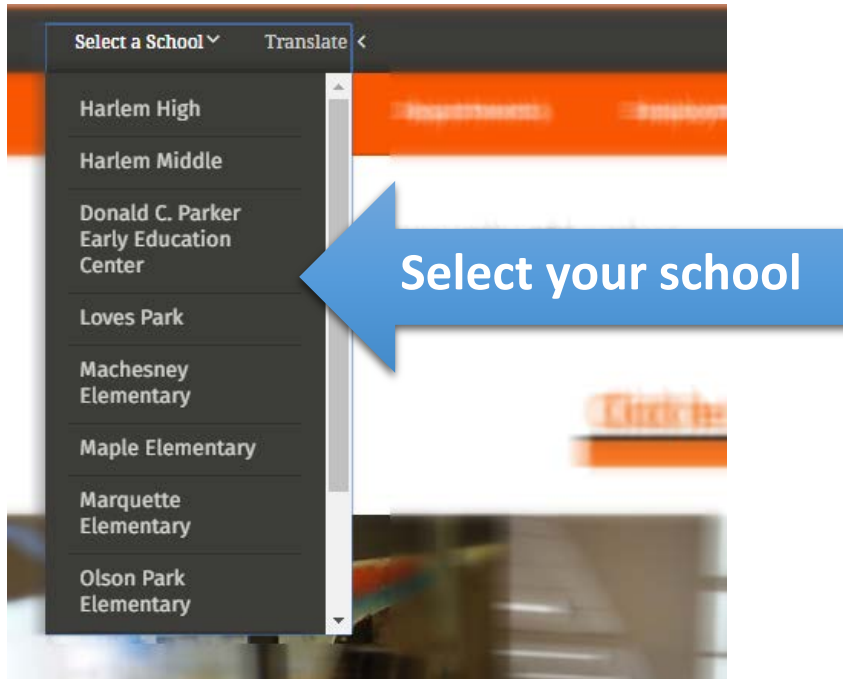 Select a School Translate
Harlem High
Harlem Middle
Donald C. Parker
Early Education
Center
Select your school
Loves Park
Machesney
Elementary
Maple Elementary
Marquette
Elementary
Olson Park
Elementary